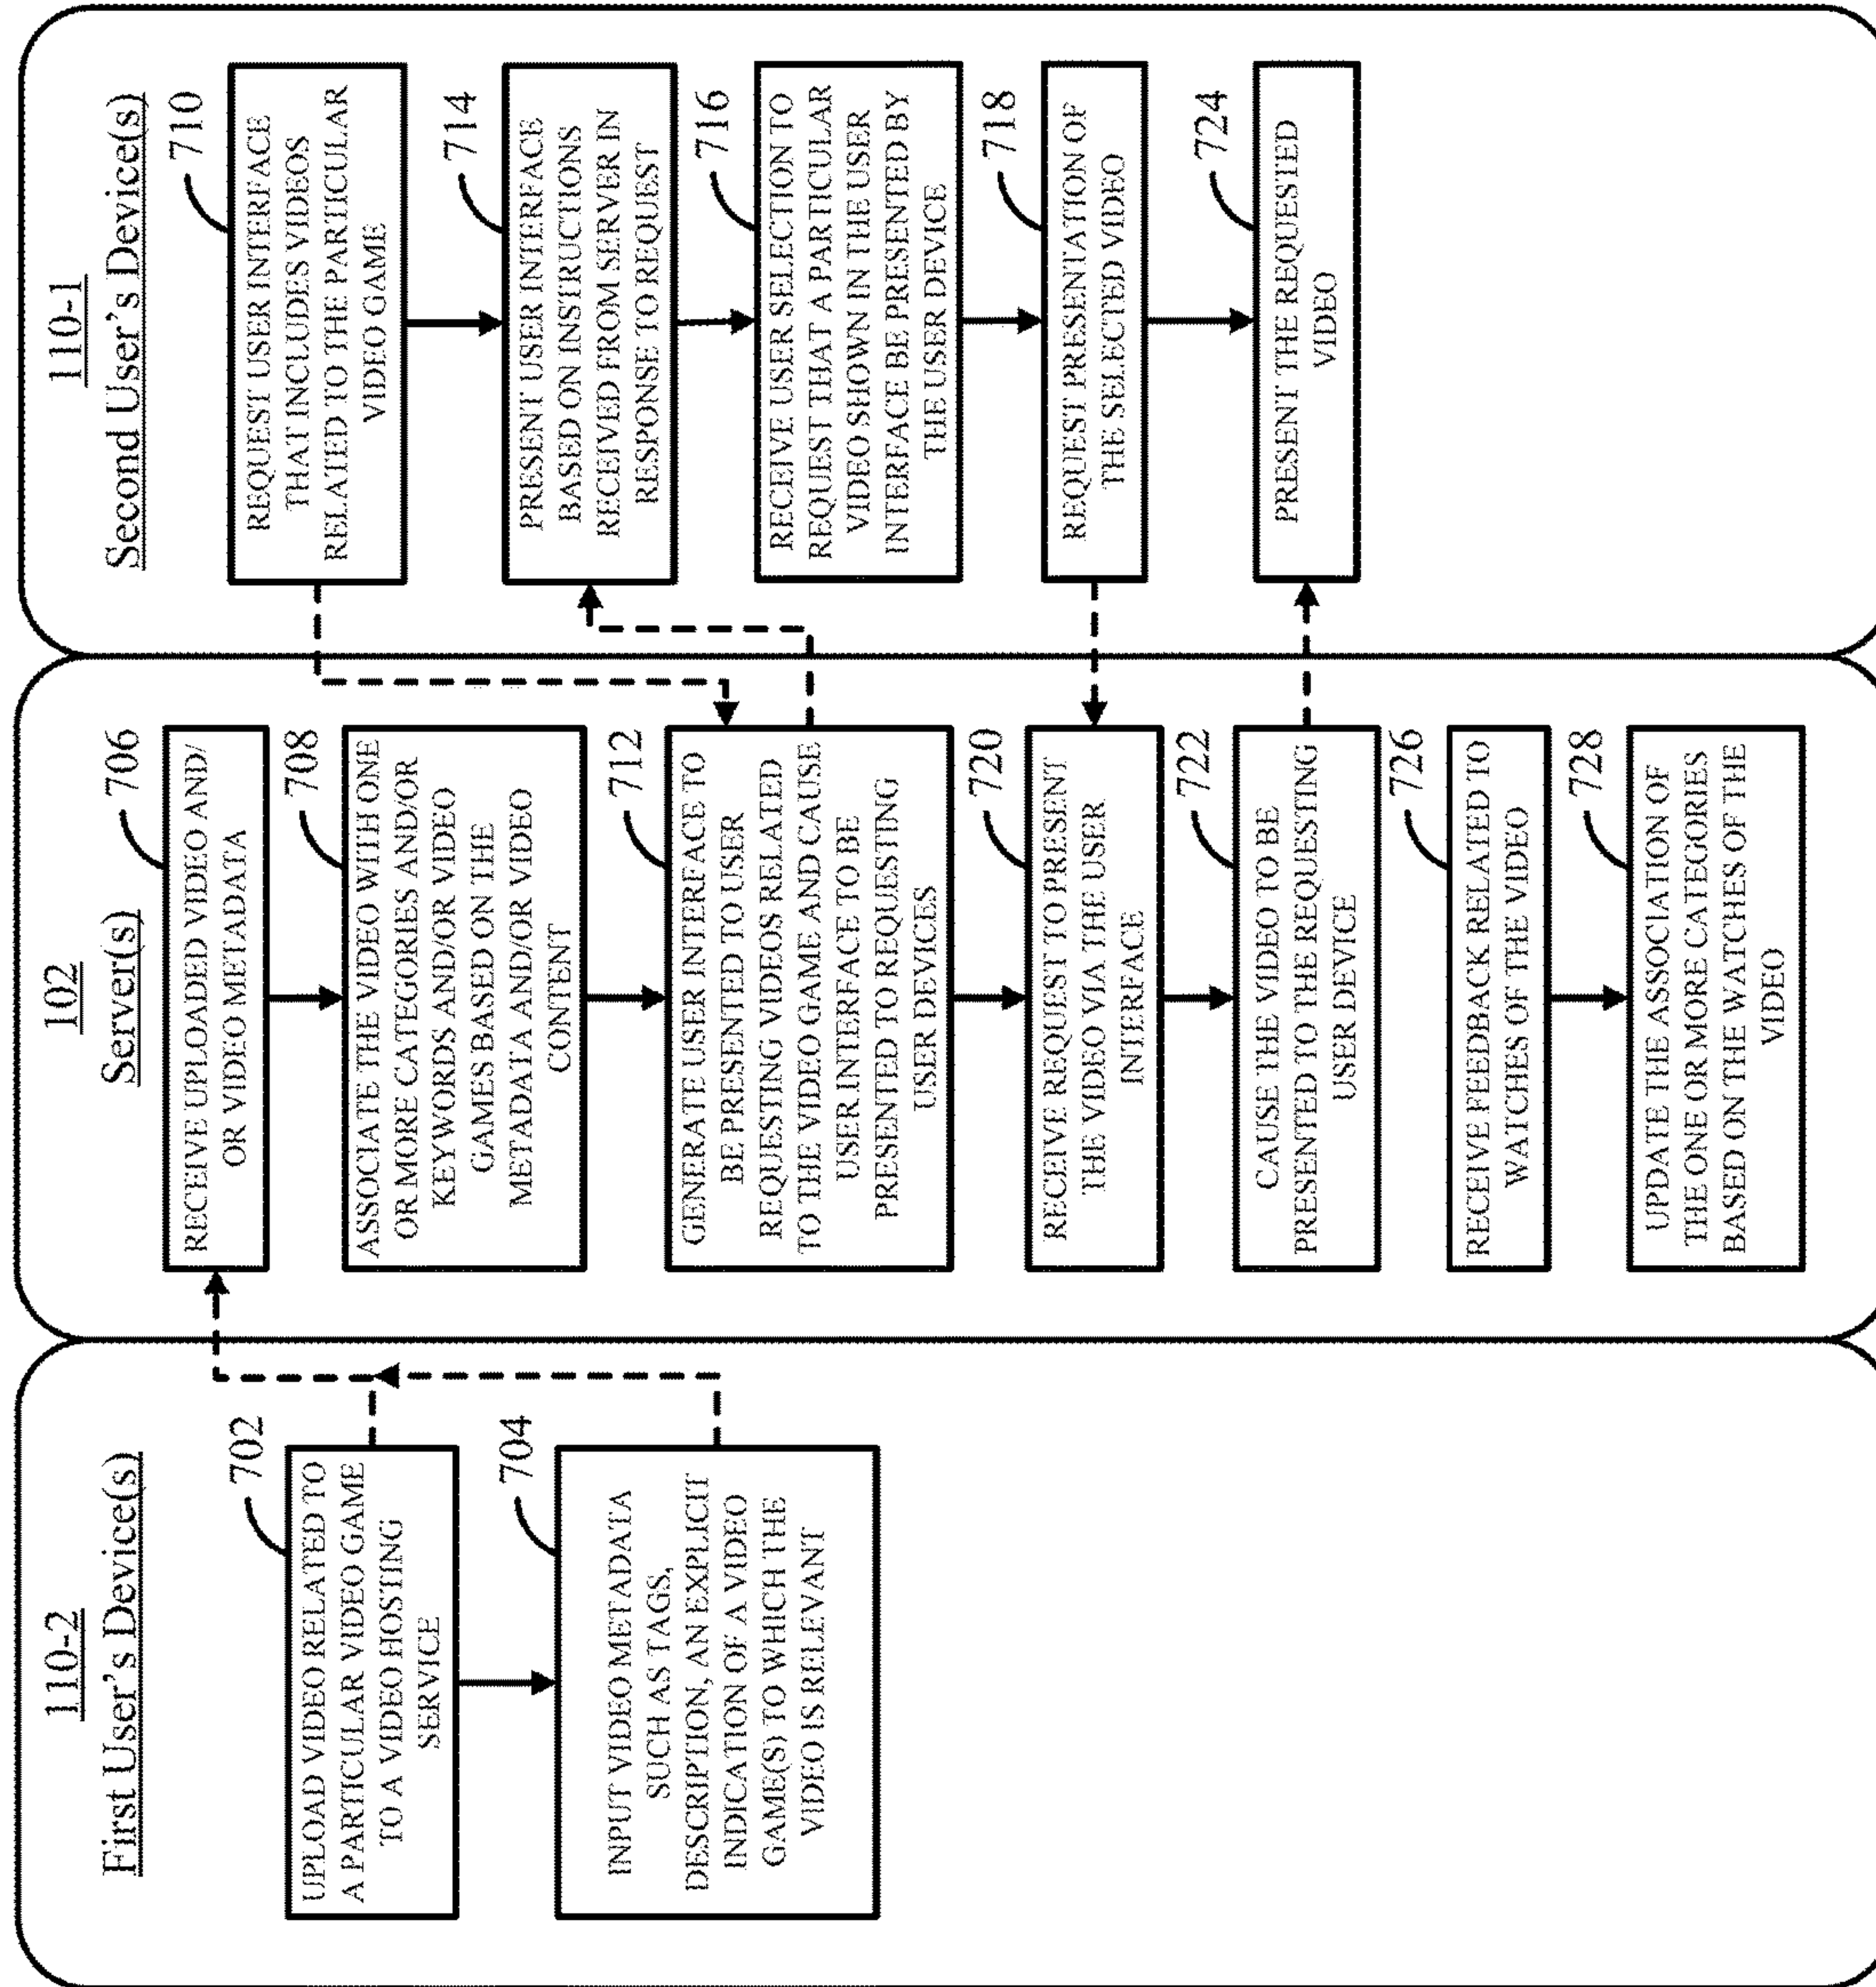 110-2
First User's Device(s)
702
UPLOAD VIDEO RELATED TO
A PARTICULAR VIDEO GAME
TO A VIDEO HOSTING
SERVICE
704
INPUT VIDEO METADATA
SUCH AS TAGS,
DESCRIPTION, AN EXPLICIT
INDICATION OF A VIDEO
GAME(S) TO WHICH THE
VIDEO IS RELEVANT
102
Server(s)
706
RECEIVE UPLOADED VIDEO AND/
OR VIDEO METADATA
708
ASSOCIATE THE VIDEO WITH ONE
OR MORE CATEGORIES AND/OR
KEYWORDS AND/OR VIDEO
GAMES BASED ON THE
METADATA AND/OR VIDEO
CONTENT
712
GENERATE USER INTERFACE TO
BE PRESENTED TO USER
REQUESTING VIDEOS RELATED
TO THE VIDEO GAME AND CAUSE
USER INTERFACE TO BE
PRESENTED TO REQUESTING
USER DEVICES
720
RECEIVE REQUEST TO PRESENT
THE VIDEO VIA THE USER
INTERFACE
722
CAUSE THE VIDEO TO BE
PRESENTED TO THE REQUESTING
USER DEVICE
726
RECEIVE FEEDBACK RELATED TO
WATCHES OF THE VIDEO
728
UPDATE THE ASSOCIATION OF
THE ONE OR MORE CATEGORIES
BASED ON THE WATCHES OF THE
VIDEO
110-1
Second User's Device(s)
710
REQUEST USER INTERFACE
THAT INCLUDES VIDEOS
RELATED TO THE PARTICULAR
VIDEO GAME
714
PRESENT USER INTERFACE
BASED ON INSTRUCTIONS
RECEIVED FROM SERVER IN
RESPONSE TO REQUEST
716
RECEIVE USER SELECTION TO
REQUEST THAT A PARTICULAR
VIDEO SHOWN IN THE USER
INTERFACE BE PRESENTED BY
THE USER DEVICE
718
REQUEST PRESENTATION OF
THE SELECTED VIDEO
724
PRESENT THE REQUESTED
VIDEO